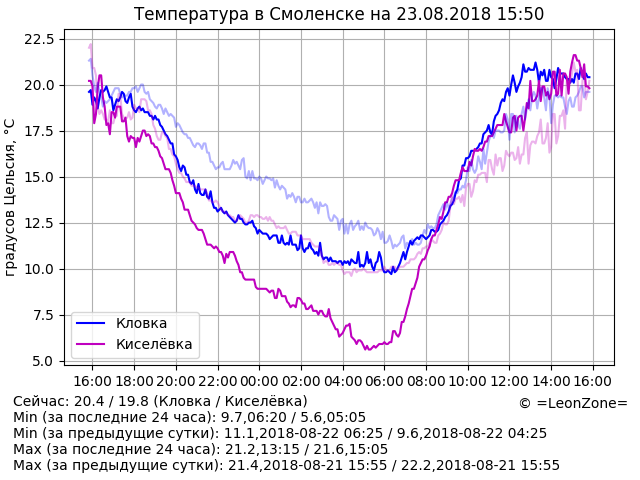 Температура в Смоленске на 23.08.2018 15:50
22.5
20.0
17.5
15.0
12.5
10.0
7.5
5.0
градусов Цельсия, °C
Кловка
Киселёвка
16:00 18:00 20:00 22:00 00:00 02:00 04:00 06:00 08:00 10:00 12:00 14:00 16:00
Сейчас: 20.4 / 19.8 (Кловка / Киселёвка)
© =LeonZone=
Min (за последние 24 часа): 9.7,06:20 / 5.6,05:05
Min (за предыдущие сутки): 11.1,2018-08-22 06:25 / 9.6,2018-08-22 04:25
Max (за последние 24 часа): 21.2,13:15 / 21.6,15:05
Max (за предыдущие сутки): 21.4,2018-08-21 15:55 / 22.2,2018-08-21 15:55